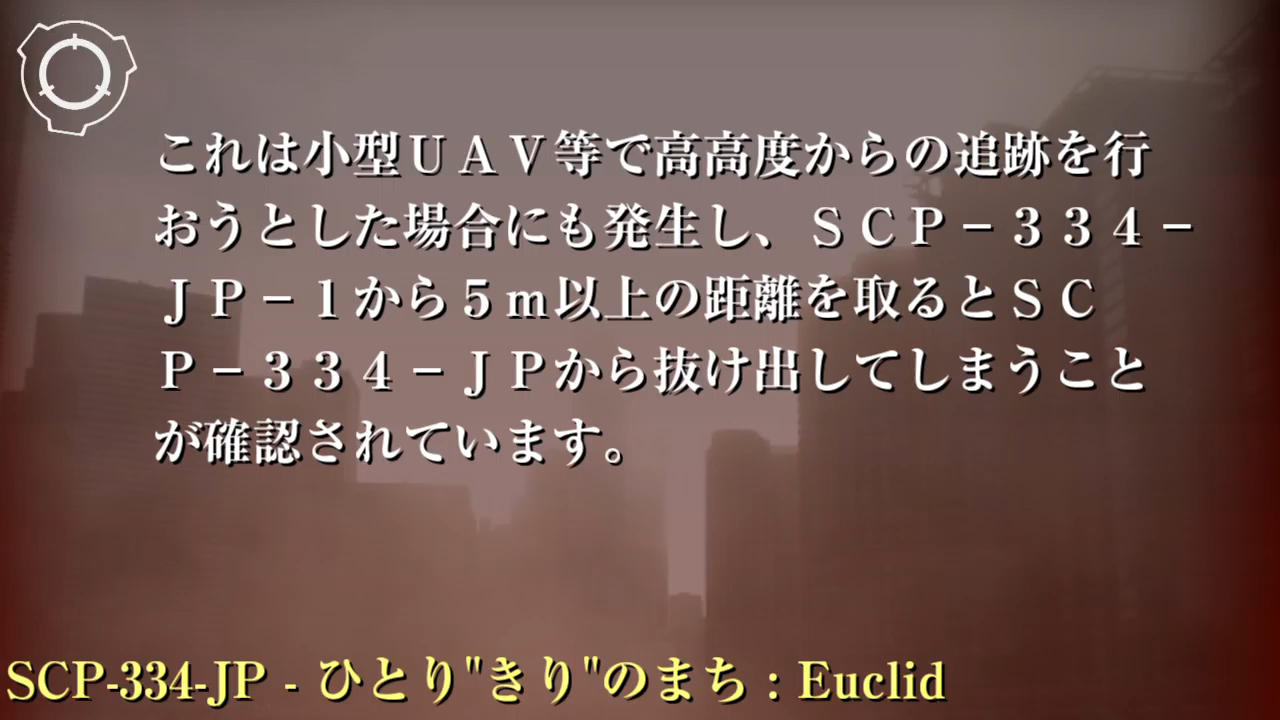 これは小型ＵＡＶ等で高高度からの追跡を行
おうとした場合にも発生し、ＳＣＰ－３３４－
ＪＰ－１から５ｍ以上の距離を取るとＳＣ
Ｐ－３３４－ＪＰから抜け出してしまうこと
が確認されています。
SCP-334-JP - ひとり"きり"のまち : Euclid